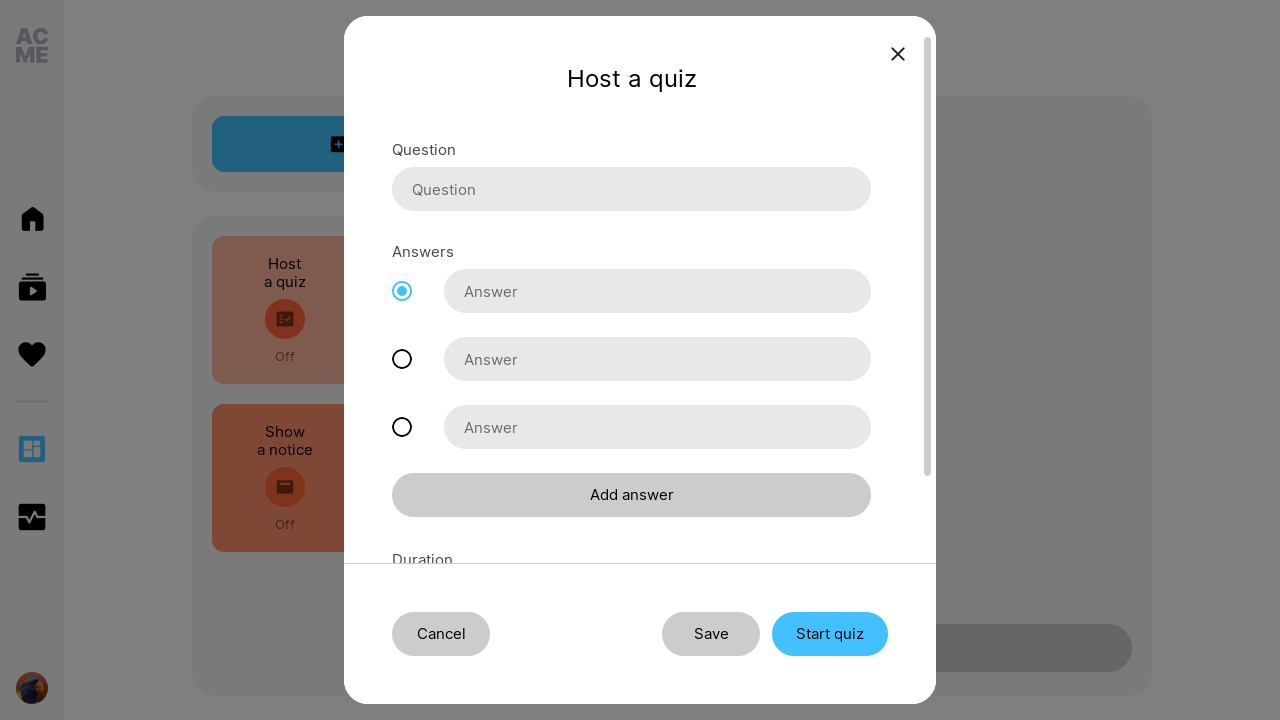 AC
ME
Host a quiz
Question
Question
Answers
Answer
Answer
Answer
Add answer
Duration
Cancel
Save
Start quiz
Host
a quiz
Off
Show
a notice
Off